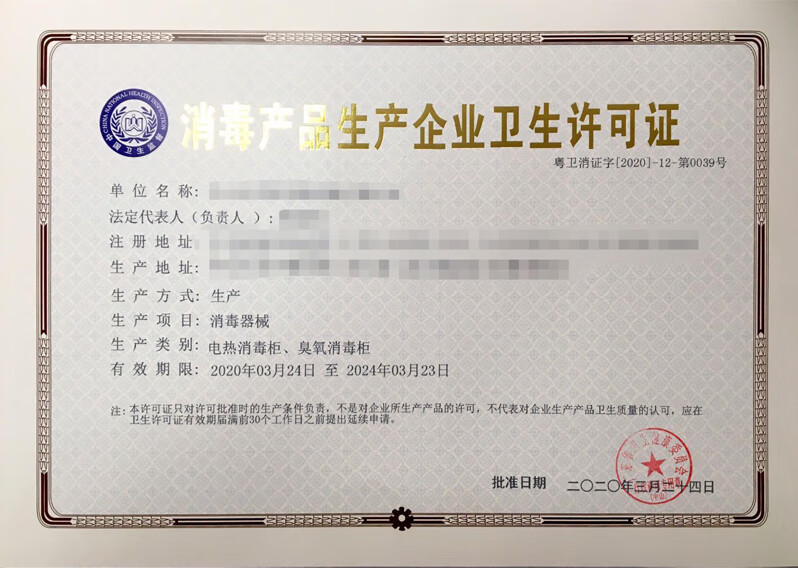 CHINA NATIONAL HEALTH INSPECTION
中国卫生监督
消毒产品生产企业卫生许可证
粤卫消证字[2020]-12-第0039号
单位名称:
法定代表人（负责人）:
注册地址:
生产地址:
生产方式: 生产
生产项目: 消毒器械
生产类别: 电热消毒柜、臭氧消毒柜
有效期限: 2020年03月24日 至 2024年03月23日
注: 本许可证只对许可批准时的生产条件负责，不是对企业所生产产品的许可，不代表对企业生产产品卫生质量的认可，应在
卫生许可证有效期届满前30个工作日之前提出延续申请。
批准日期 二〇二〇年三月二十四日